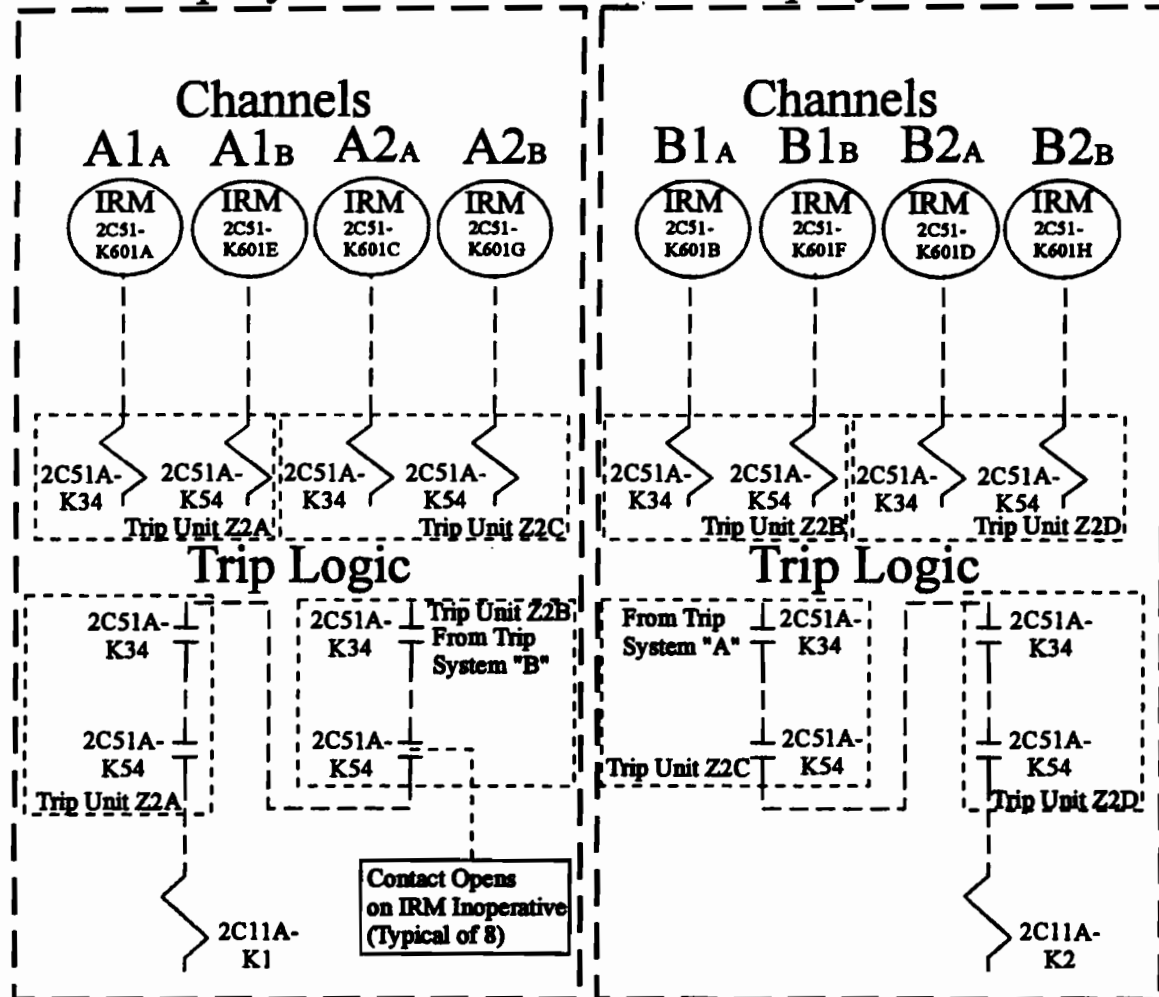 Channels
A1A A1B A2A A2B
IRM
2C51-
K601A
IRM
2C51-
K601E
IRM
2C51-
K601C
IRM
2C51-
K601G
2C51A-
K34
2C51A-
K54
Trip Unit Z2A
2C51A-
K34
2C51A-
K54
Trip Unit Z2C
Trip Logic
2C51A-
K34
2C51A-
K54
Trip Unit Z2A
2C51A-
K34
Trip Unit Z2B
From Trip
System "B"
2C51A-
K54
Contact Opens
on IRM Inoperative
(Typical of 8)
2C11A-
K1
Channels
B1A B1B B2A B2B
IRM
2C51-
K601B
IRM
2C51-
K601F
IRM
2C51-
K601D
IRM
2C51-
K601H
2C51A-
K34
2C51A-
K54
Trip Unit Z2B
2C51A-
K34
2C51A-
K54
Trip Unit Z2D
Trip Logic
From Trip
System "A"
2C51A-
K34
2C51A-
K54
Trip Unit Z2C
2C51A-
K34
2C51A-
K54
Trip Unit Z2D
2C11A-
K2